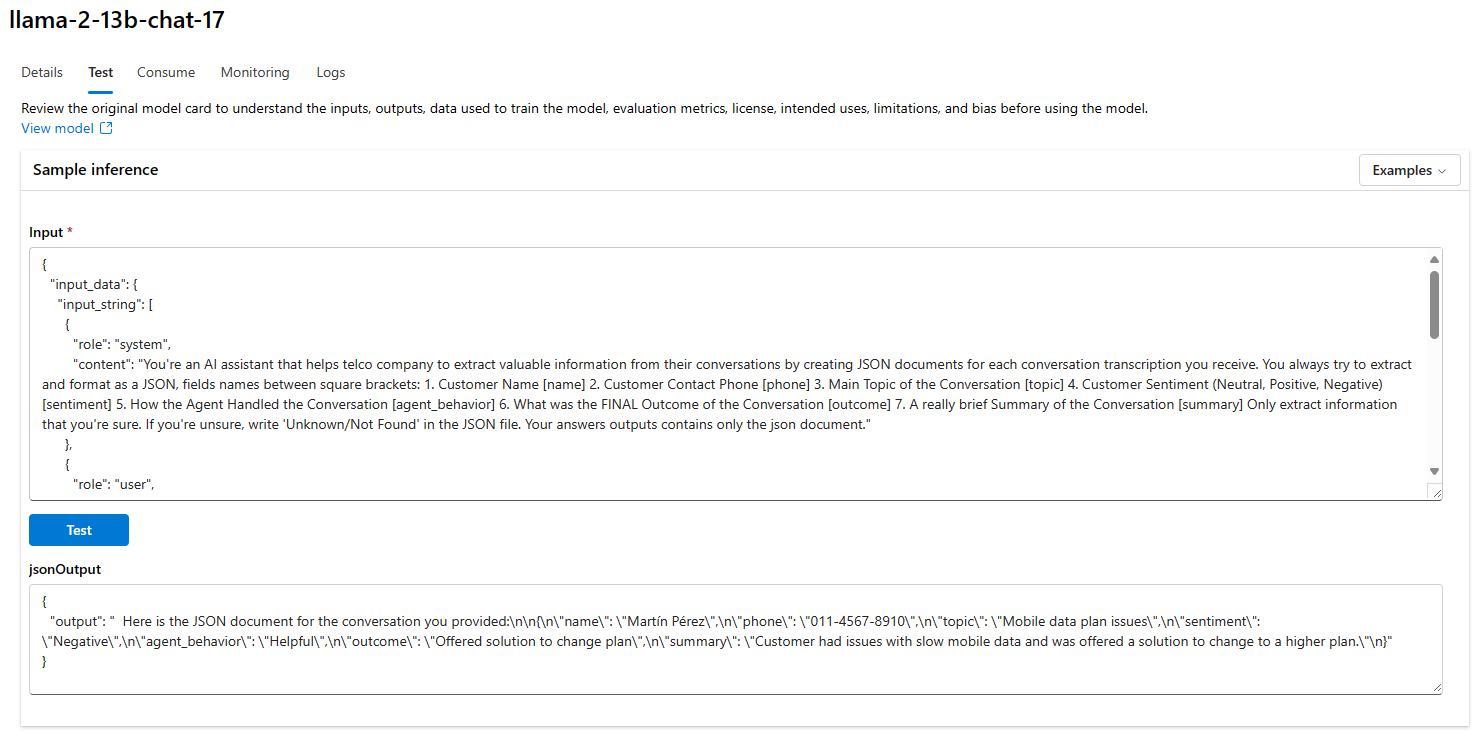 llama-2-13b-chat-17
Details Test Consume Monitoring Logs
Review the original model card to understand the inputs, outputs, data used to train the model, evaluation metrics, license, intended uses, limitations, and bias before using the model.
View model
Sample inference
Examples
Input *
{
"input_data": {
"input_string": [
{
"role": "system",
"content": "You're an AI assistant that helps telco company to extract valuable information from their conversations by creating JSON documents for each conversation transcription you receive. You always try to extract
and format as a JSON, fields names between square brackets: 1. Customer Name [name] 2. Customer Contact Phone [phone] 3. Main Topic of the Conversation [topic] 4. Customer Sentiment (Neutral, Positive, Negative)
[sentiment] 5. How the Agent Handled the Conversation [agent_behavior] 6. What was the FINAL Outcome of the Conversation [outcome] 7. A really brief Summary of the Conversation [summary] Only extract information
that you're sure. If you're unsure, write 'Unknown/Not Found' in the JSON file. Your answers outputs contains only the json document."
},
{
"role": "user",
Test
jsonOutput
{
"output": "  Here is the JSON document for the conversation you provided:\n\n{\n\"name\": \"Martín Pérez\",\n\"phone\": \"011-4567-8910\",\n\"topic\": \"Mobile data plan issues\",\n\"sentiment\":
\"Negative\",\n\"agent_behavior\": \"Helpful\",\n\"outcome\": \"Offered solution to change plan\",\n\"summary\": \"Customer had issues with slow mobile data and was offered a solution to change to a higher plan.\"\n}"
}